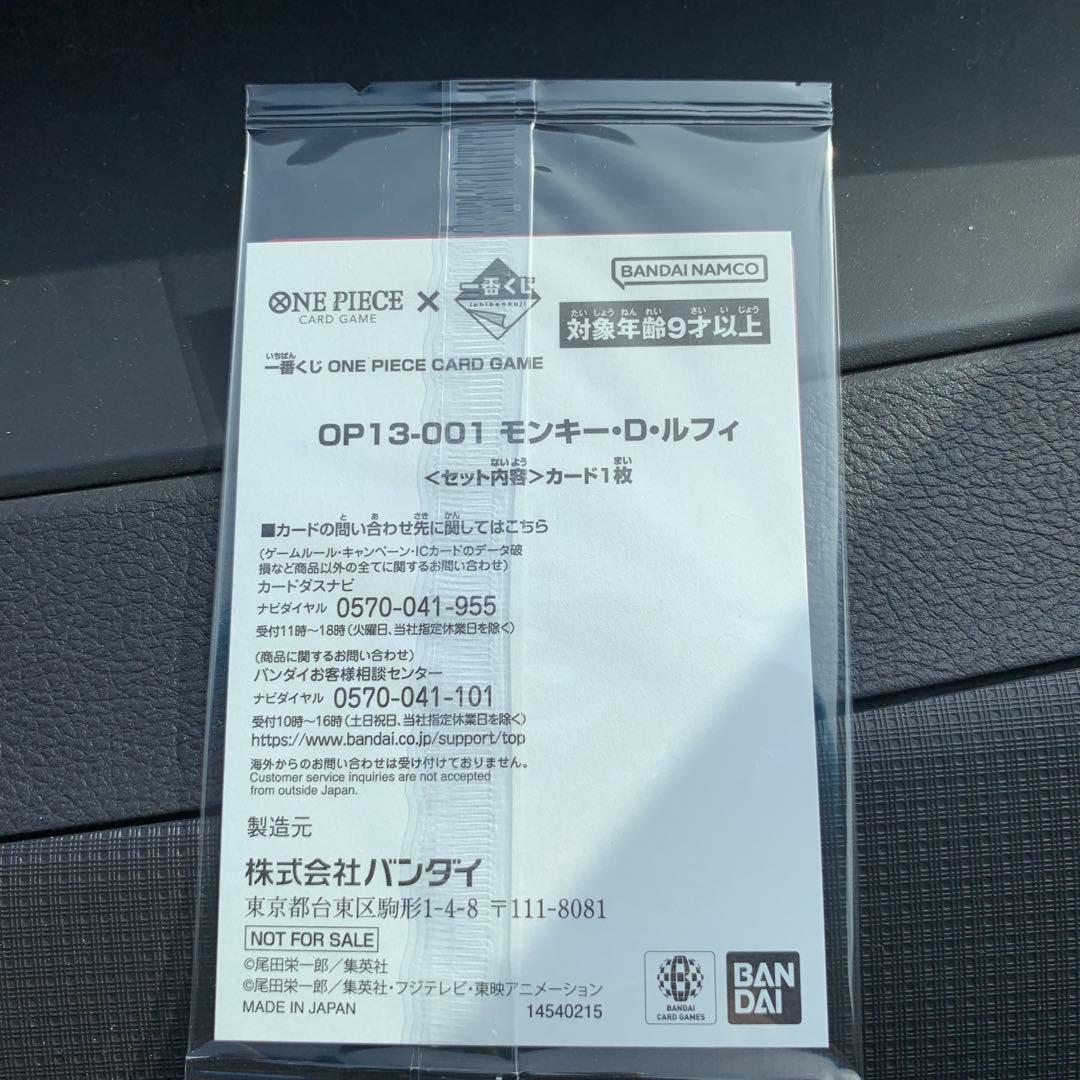 BANDAI NAMCO
ONE PIECE CARD GAME × 一番くじ ichibankuji
たいしょうねんれい さいいじょう
対象年齢9才以上
いちばん
一番くじ ONE PIECE CARD GAME
OP13-001 モンキー・D・ルフィ
ないよう まい
<セット内容>カード1枚
と あ さき かん
■カードの問い合わせ先に関してはこちら
(ゲームルール・キャンペーン・ICカードのデータ破
損など商品以外の全てに関するお問い合わせ)
カードダスナビ
ナビダイヤル 0570-041-955
受付11時～18時(火曜日、当社指定休業日を除く)
(商品に関するお問い合わせ)
バンダイお客様相談センター
ナビダイヤル 0570-041-101
受付10時～16時(土日祝日、当社指定休業日を除く)
https://www.bandai.co.jp/support/top
海外からのお問い合わせは受け付けておりません。
Customer service inquiries are not accepted
from outside Japan.
製造元
株式会社バンダイ
東京都台東区駒形1-4-8 〒111-8081
NOT FOR SALE
©尾田栄一郎／集英社
©尾田栄一郎／集英社・フジテレビ・東映アニメーション
MADE IN JAPAN 14540215
BANDAI
CARD GAMES
BAN
DAI